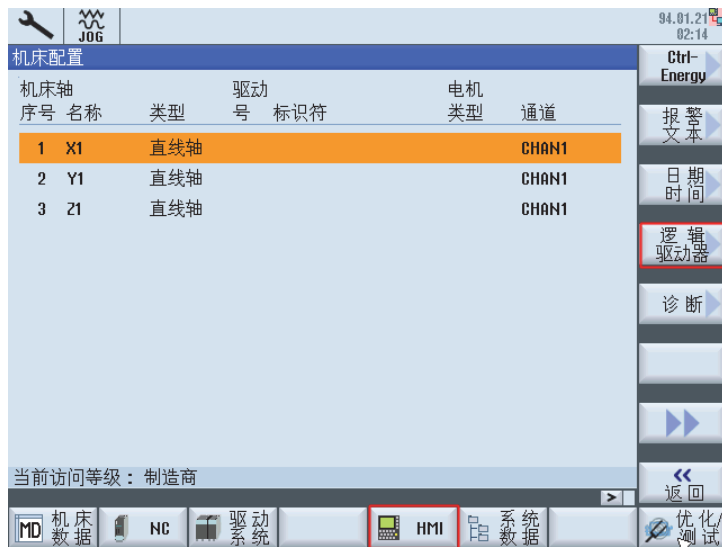 JOG
94.01.21
02:14
机床配置
机床轴 驱动 电机
序号 名称 类型 号 标识符 类型 通道
1 X1 直线轴 CHAN1
2 Y1 直线轴 CHAN1
3 Z1 直线轴 CHAN1
当前访问等级：制造商
Ctrl-
Energy
报警
文本
日期
时间
逻辑
驱动器
诊断
返回
MD 机床
数据
NC
驱动
系统
HMI
系统
数据
优化/
测试